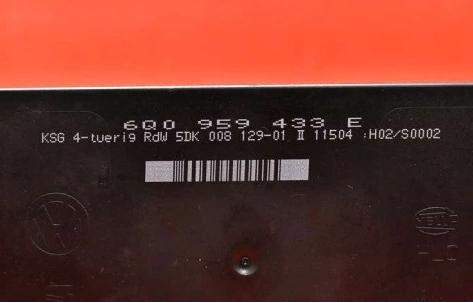 6Q0 959 433 E
KSG 4-tuerig RdW 5DK 008 129-01 II 11504 :H02/S0002